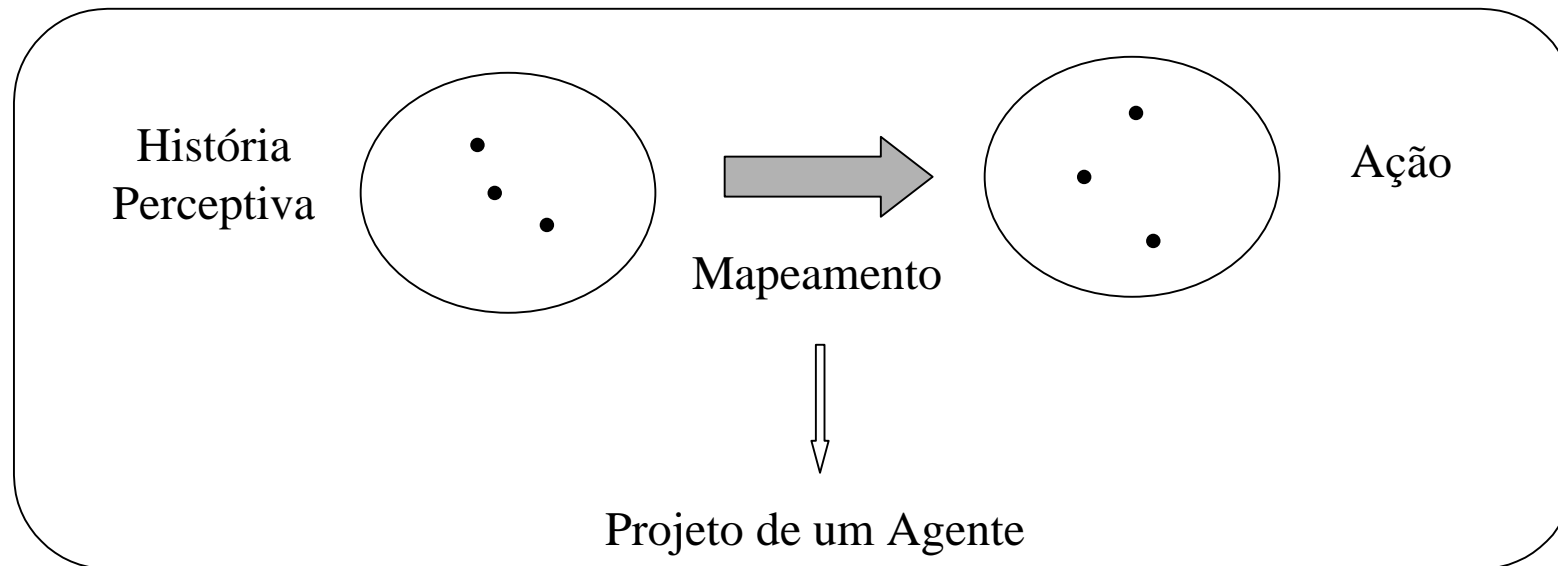 História
Perceptiva
Mapeamento
Ação
Projeto de um Agente